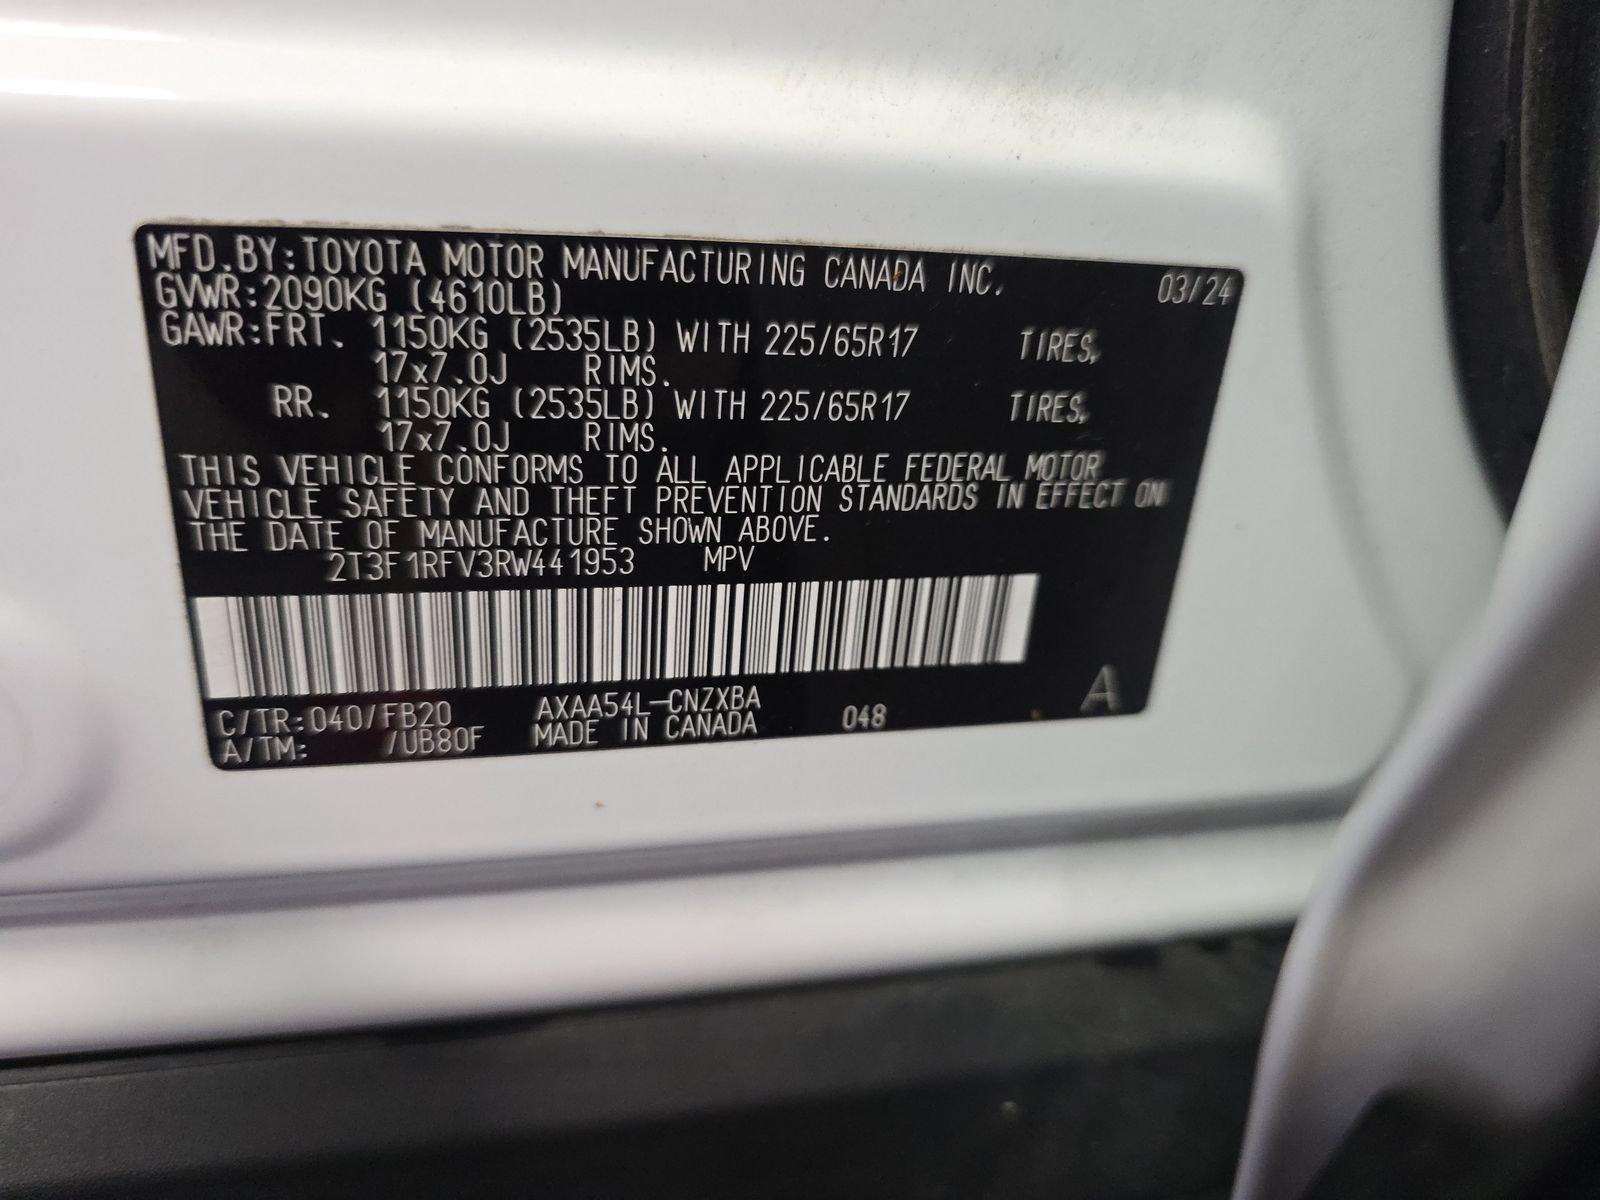 MFD.BY:TOYOTA MOTOR MANUFACTURING CANADA INC. 03/24
GVWR:2090KG (4610LB)
GAWR:FRT. 1150KG (2535LB) WITH 225/65R17 TIRES,
17x7.0J RIMS.
RR. 1150KG (2535LB) WITH 225/65R17 TIRES,
17x7.0J RIMS.
THIS VEHICLE CONFORMS TO ALL APPLICABLE FEDERAL MOTOR
VEHICLE SAFETY AND THEFT PREVENTION STANDARDS IN EFFECT ON
THE DATE OF MANUFACTURE SHOWN ABOVE.
2T3F1RFV3RW441953 MPV
C/TR:040/FB20 AXAA54L-CNZXBA
A/TM: /UB80F MADE IN CANADA 048 A